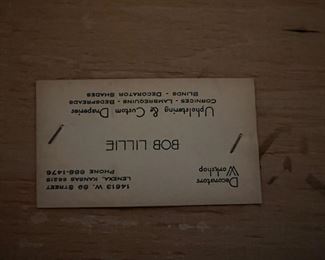 Decorators
Workshop
14613 W. 89 STREET
LENEXA, KANSAS 66215
PHONE 888-1476
BOB LILLIE
Upholstering & Custom Draperies
CORNICES - LAMBREQUINS - BEDSPREADS
BLINDS - DECORATOR SHADES